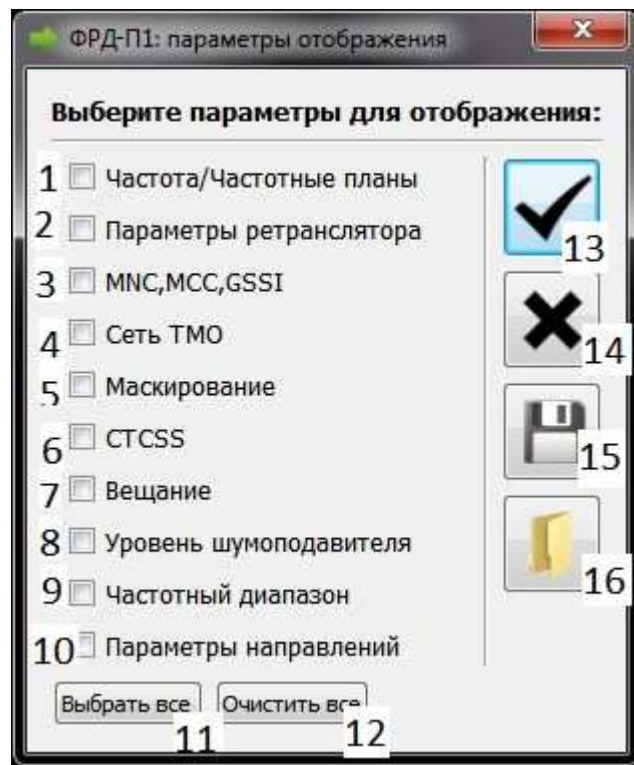 ФРД-П1: параметры отображения
Выберите параметры для отображения:
1 Частота/Частотные планы
2 Параметры ретранслятора
3 MNC,MCC,GSSI
4 Сеть ТМО
5 Маскирование
6 CTCSS
7 Вещание
8 Уровень шумоподавителя
9 Частотный диапазон
10 Параметры направлений
Выбрать все Очистить все
11 12
13
14
15
16